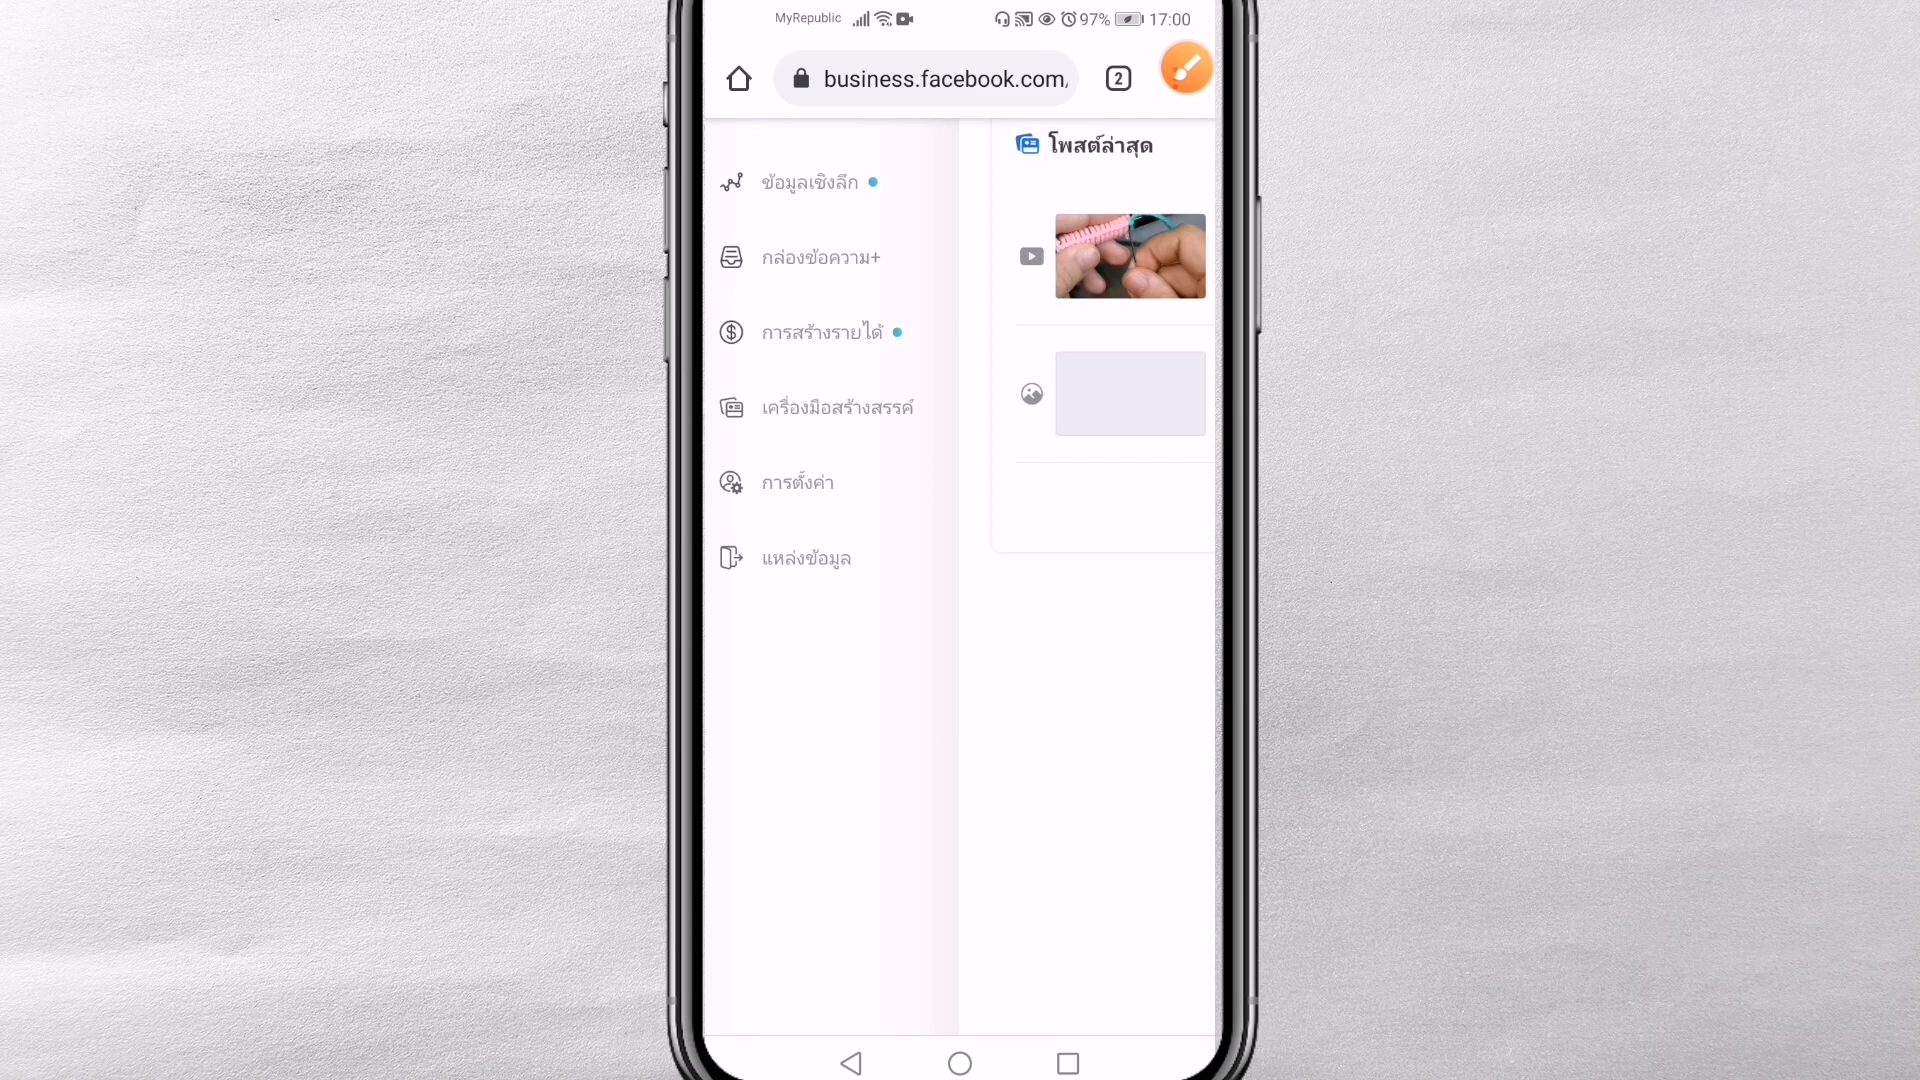 MyRepublic
97%
17:00
business.facebook.com/
2
โพสต์ล่าสุด
ข้อมูลเชิงลึก
กล่องข้อความ+
การสร้างรายได้
เครื่องมือสร้างสรรค์
การตั้งค่า
แหล่งข้อมูล